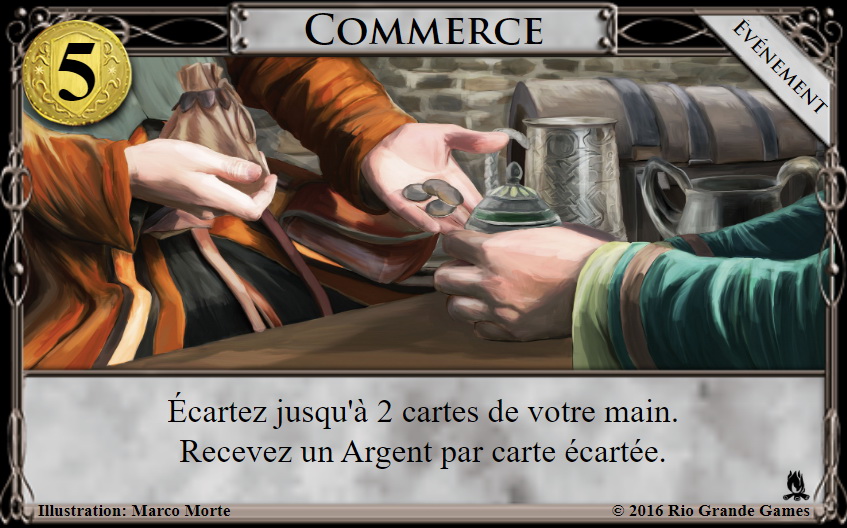 COMMERCE
5
ÉVÉNEMENT
Écartez jusqu'à 2 cartes de votre main.
Recevez un Argent par carte écartée.
Illustration: Marco Morte
© 2016 Rio Grande Games